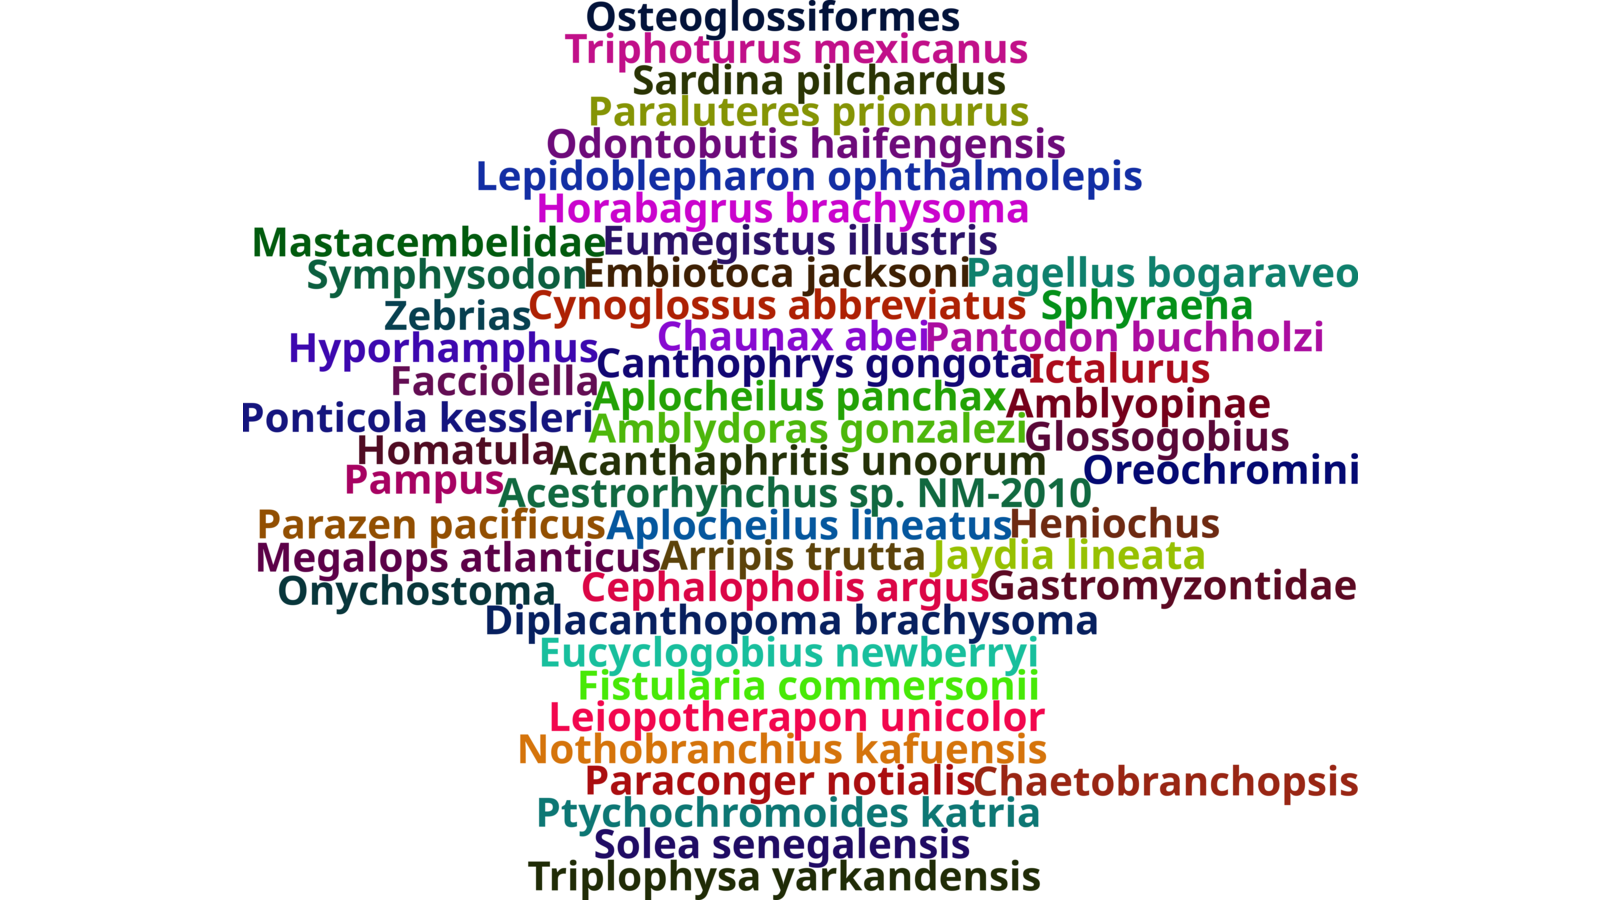 Osteoglossiformes
Triphoturus mexicanus
Sardina pilchardus
Paraluteres prionurus
Odontobutis haifengensis
Lepidoblepharon ophthalmolepis
Horabagrus brachysoma
Mastacembelidae Eumegistus illustris
Symphysodon Embiotoca jacksoni Pagellus bogaraveo
Zebrias Cynoglossus abbreviatus Sphyraena
Hyporhamphus Chaunax abei Pantodon buchholzi
Facciolella Canthophrys gongota Ictalurus
Ponticola kessleri Aplocheilus panchax Amblyopinae
Amblydoras gonzalezi Glossogobius
Homatula Acanthaphritis unoorum Oreochromini
Pampus Acestrorhynchus sp. NM-2010
Parazen pacificus Aplocheilus lineatus Heniochus
Megalops atlanticus Arripis trutta Jaydia lineata
Onychostoma Cephalopholis argus Gastromyzontidae
Diplacanthopoma brachysoma
Eucyclogobius newberryi
Fistularia commersonii
Leiopotherapon unicolor
Nothobranchius kafuensis
Paraconger notialis Chaetobranchopsis
Ptychochromoides katria
Solea senegalensis
Triplophysa yarkandensis